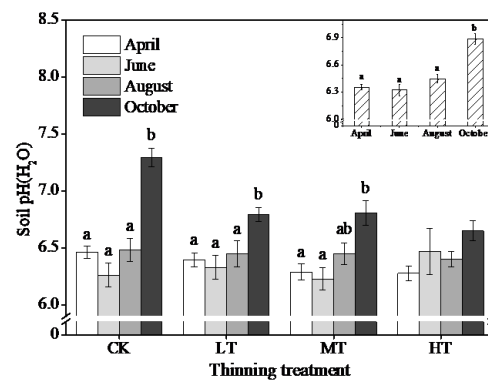 8.5
8.0
7.5
7.0
6.5
6.0
0
Soil pH(H2O)
April
June
August
October
6.9
6.6
6.3
6.0
0
a
a
a
b
April June August October
a a a b
a a a b
a a ab b
CK LT MT HT
Thinning treatment